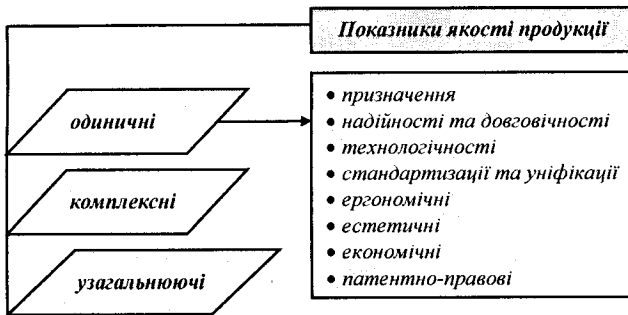 Показники якості продукції
одиничні
• призначення
• надійності та довговічності
• технологічності
• стандартизації та уніфікації
• ергономічні
• естетичні
• економічні
• патентно-правові
комплексні
узагальнюючі